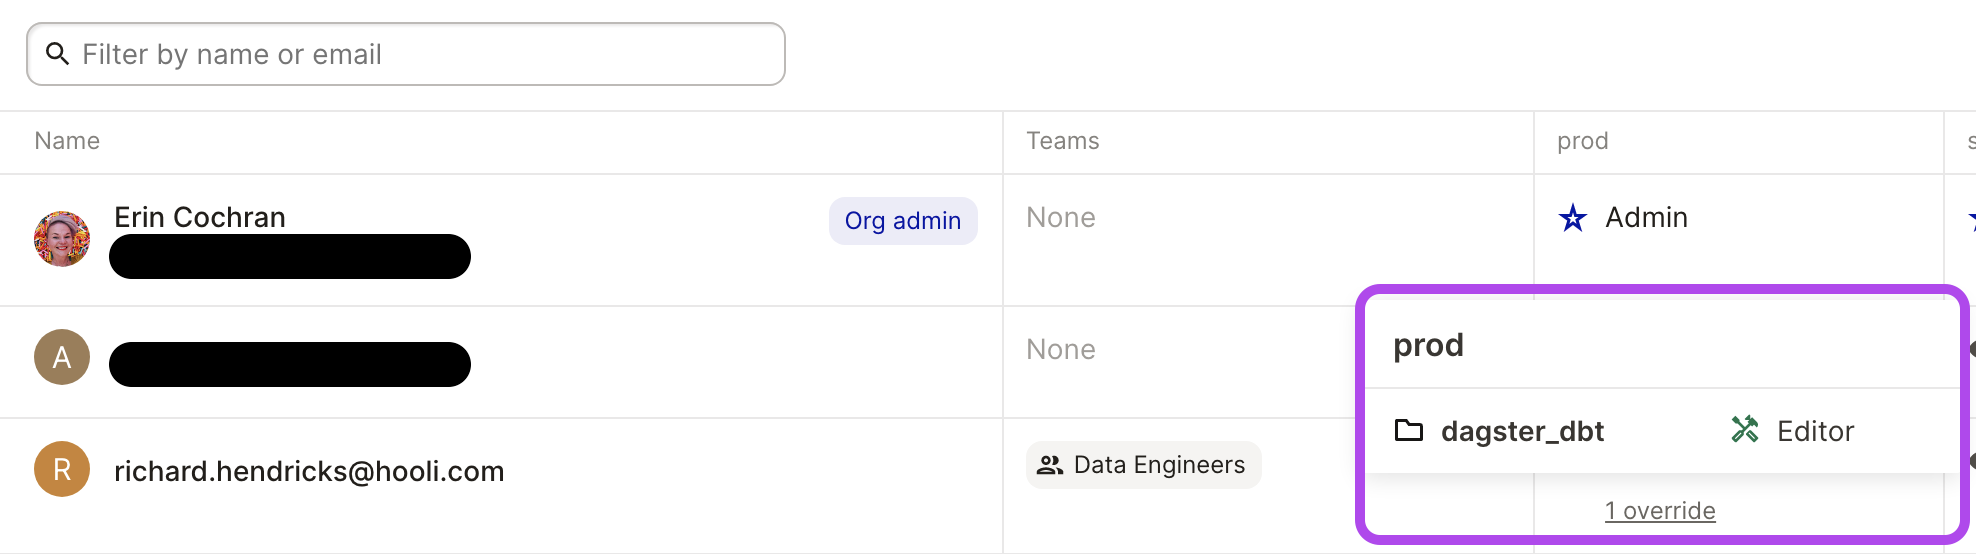 Filter by name or email
Name Teams prod
Erin Cochran Org admin None Admin
A None
prod
dagster_dbt Editor
R richard.hendricks@hooli.com Data Engineers
1 override